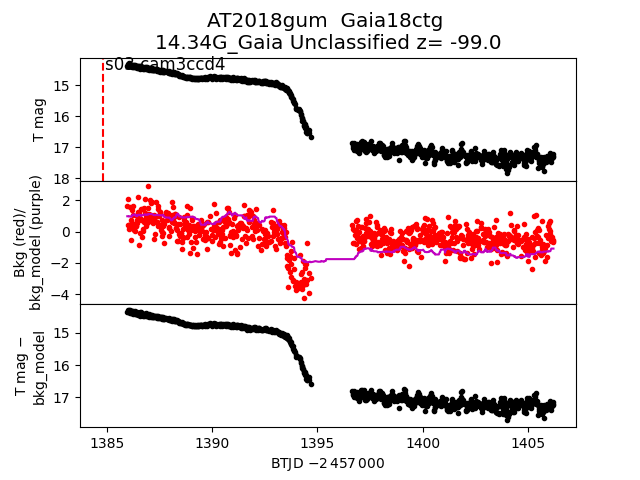 AT2018gum  Gaia18ctg
14.34G_Gaia Unclassified z= -99.0
s03 cam3ccd4
T mag
15
16
17
18
Bkg (red)/
bkg_model (purple)
2
0
−2
−4
T mag −
bkg_model
15
16
17
1385
1390
1395
1400
1405
BTJD −2 457 000